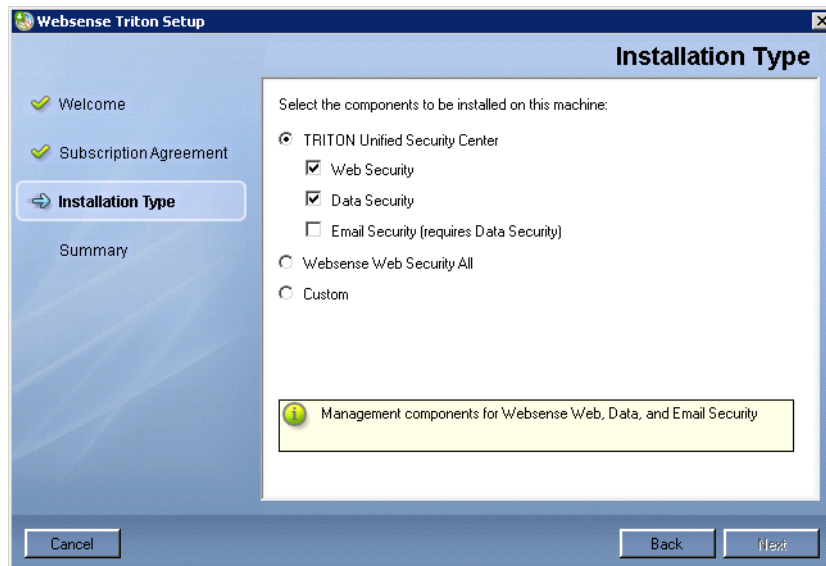 Websense Triton Setup
Installation Type
Welcome
Subscription Agreement
Installation Type
Summary
Select the components to be installed on this machine:
TRITON Unified Security Center
Web Security
Data Security
Email Security (requires Data Security)
Websense Web Security All
Custom
Management components for Websense Web, Data, and Email Security
Cancel
Back
Next